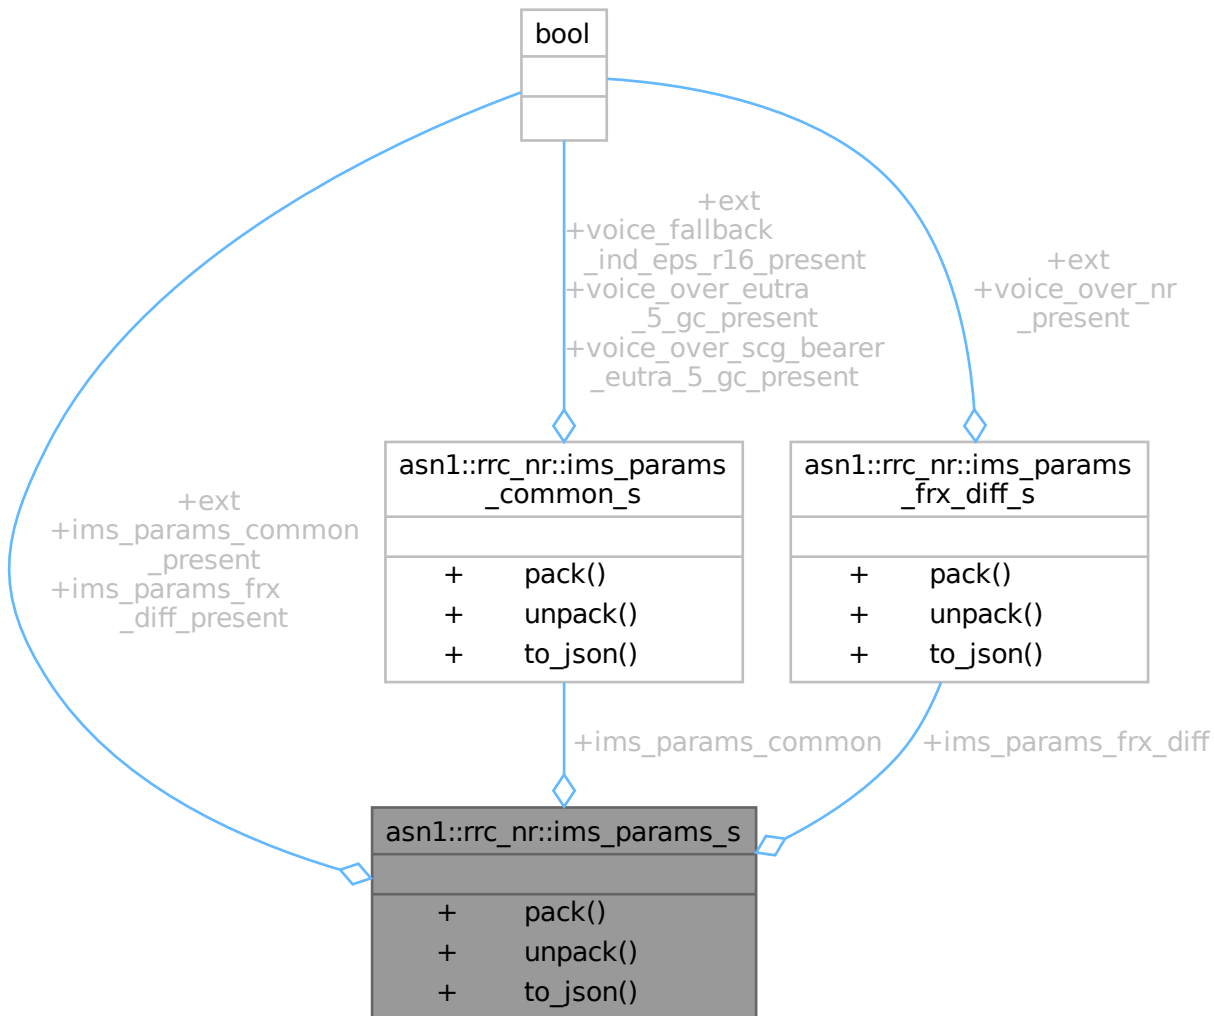 bool
+ext
+voice_fallback
_ind_eps_r16_present
+voice_over_eutra
_5_gc_present
+voice_over_scg_bearer
_eutra_5_gc_present
+ext
+voice_over_nr
_present
+ext
+ims_params_common
_present
+ims_params_frx
_diff_present
asn1::rrc_nr::ims_params
_common_s
+ pack()
+ unpack()
+ to_json()
asn1::rrc_nr::ims_params
_frx_diff_s
+ pack()
+ unpack()
+ to_json()
+ims_params_common
+ims_params_frx_diff
asn1::rrc_nr::ims_params_s
+ pack()
+ unpack()
+ to_json()